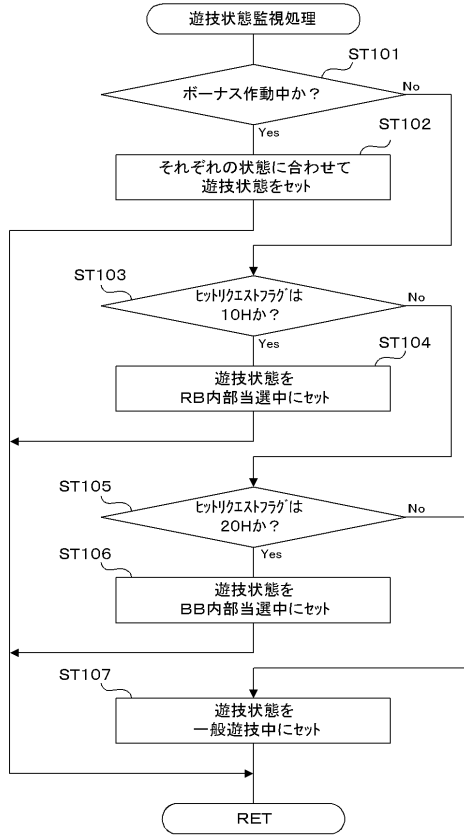 遊技状態監視処理
ST101
ボーナス作動中か？
No
Yes
ST102
それぞれの状態に合わせて
遊技状態をセット
ST103
ﾋｯﾄﾘｸｴｽﾄﾌﾗｸﾞは
10Hか？
No
Yes
ST104
遊技状態を
ＲＢ内部当選中にセット
ST105
ﾋｯﾄﾘｸｴｽﾄﾌﾗｸﾞは
20Hか？
No
Yes
ST106
遊技状態を
ＢＢ内部当選中にセット
ST107
遊技状態を
一般遊技中にセット
RET